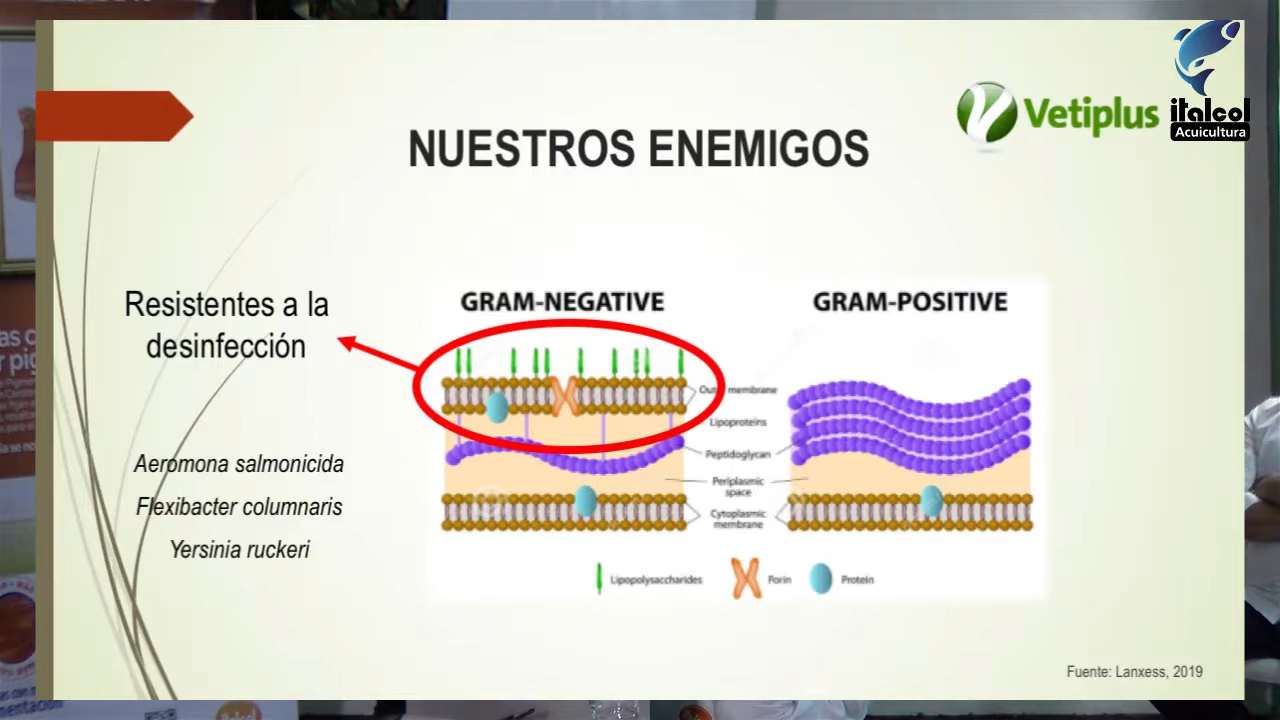 Vetiplus
italcol
Acuicultura
NUESTROS ENEMIGOS
Resistentes a la
desinfección
Aeromona salmonicida
Flexibacter columnaris
Yersinia ruckeri
GRAM-NEGATIVE
GRAM-POSITIVE
membrane
Lipoproteins
Peptidoglycan
Periplasmic
space
Cytoplasmic
membrane
Lipopolysaccharides
Porin
Protein
Fuente: Lanxess, 2019